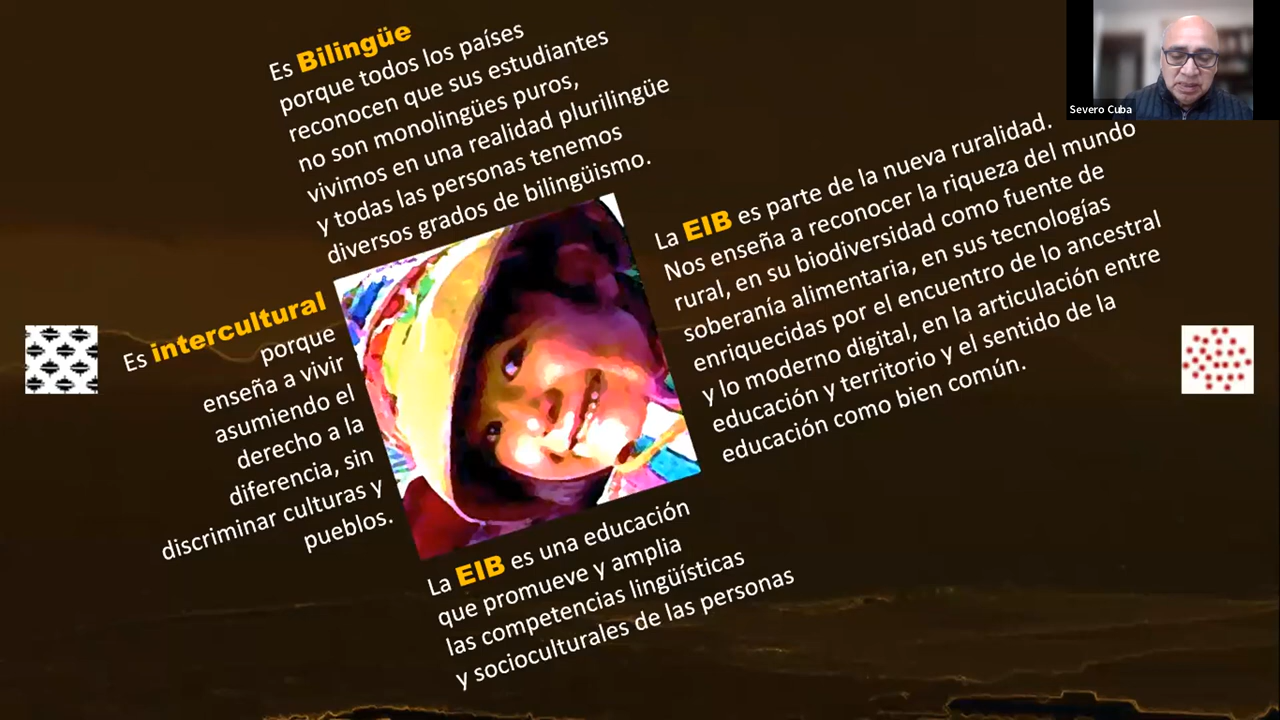 Es Bilingüe
porque todos los países
reconocen que sus estudiantes
no son monolingües puros,
vivimos en una realidad plurilingüe
y todas las personas tenemos
diversos grados de bilingüismo.
Es intercultural
porque
enseña a vivir
asumiendo el
derecho a la
diferencia, sin
discriminar culturas y
pueblos.
La EIB es parte de la nueva ruralidad.
Nos enseña a reconocer la riqueza del mundo
rural, en su biodiversidad como fuente de
soberanía alimentaria, en sus tecnologías
enriquecidas por el encuentro de lo ancestral
y lo moderno digital, en la articulación entre
educación y territorio y el sentido de la
educación como bien común.
La EIB es una educación
que promueve y amplia
las competencias lingüísticas
y socioculturales de las personas
Severo Cuba